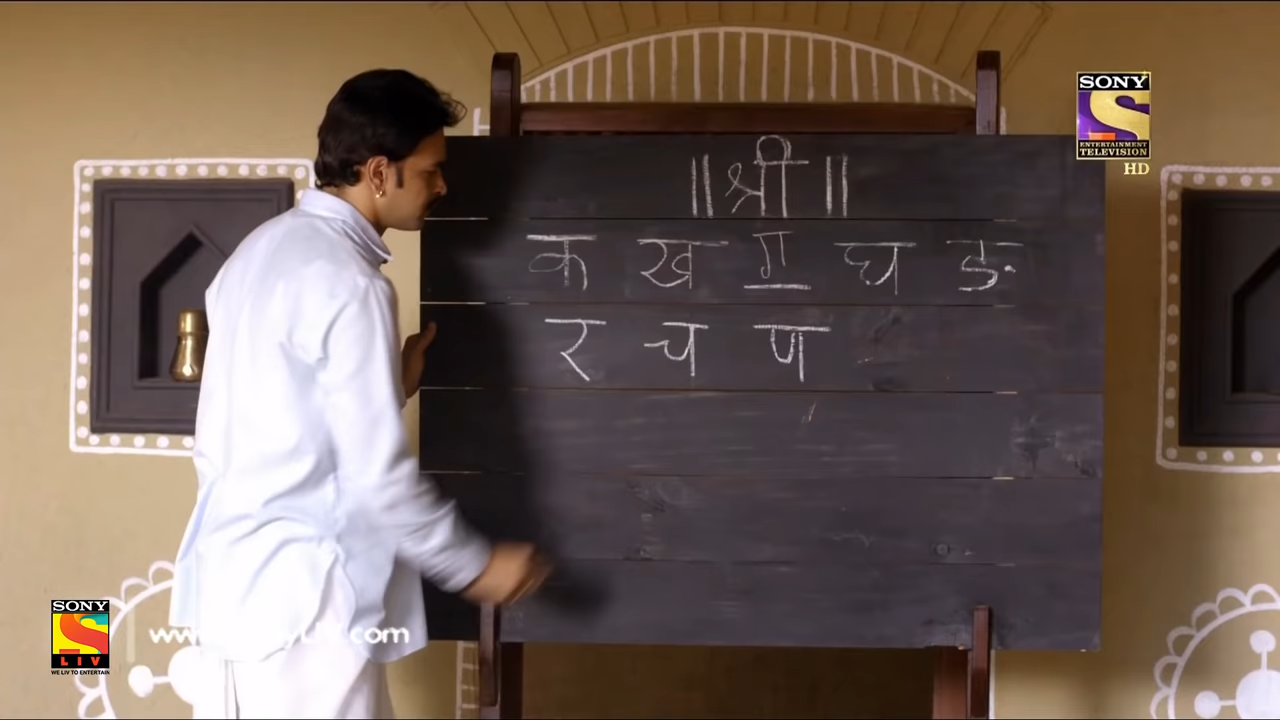 SONY
ENTERTAINMENT
TELEVISION
HD
॥ श्री ॥
क ख ग घ ङ
र च ण
SONY
LIV
WE LIV TO ENTERTAIN